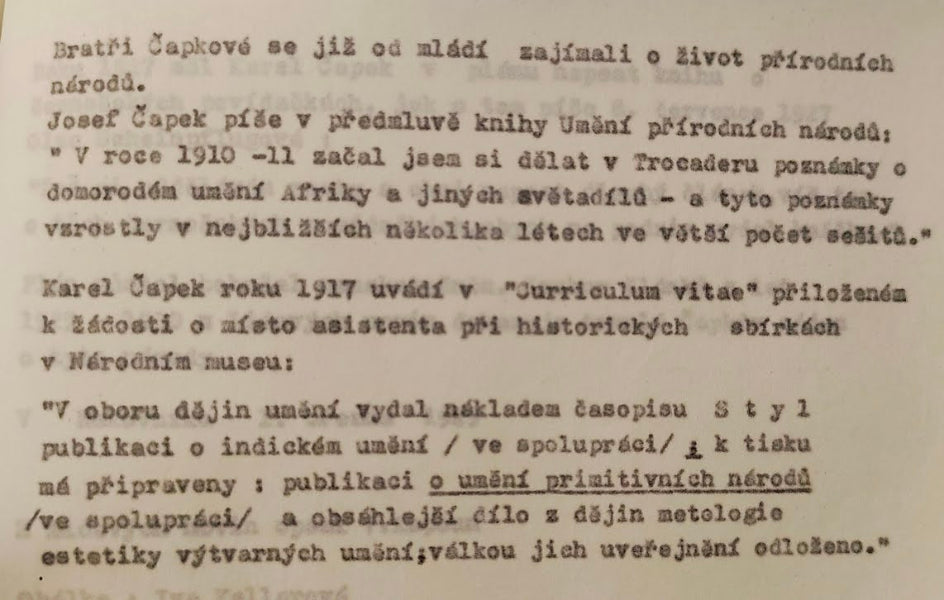 Bratři Čapkové se již od mládí zajímali o život přírodních
národů.
Josef Čapek píše v předmluvě knihy Umění přírodních národů:
" V roce 1910 -11 začal jsem si dělat v Trocaderu poznámky o
domorodém umění Afriky a jiných světadílů - a tyto poznámky
vzrostly v nejbližších několika létech ve větší počet sešitů."
Karel Čapek roku 1917 uvádí v "Curriculum vitae" přiloženém
k žádosti o místo asistenta při historických sbírkách
v Národním museu:
"V oboru dějin umění vydal nákladem časopisu S t y l
publikaci o indickém umění / ve spolupráci/ i k tisku
má připraveny : publikaci o umění primitivních národů
/ve spolupráci/ a obsáhlejší dílo z dějin metologie
estetiky výtvarných umění;válkou jich uveřejnění odloženo."